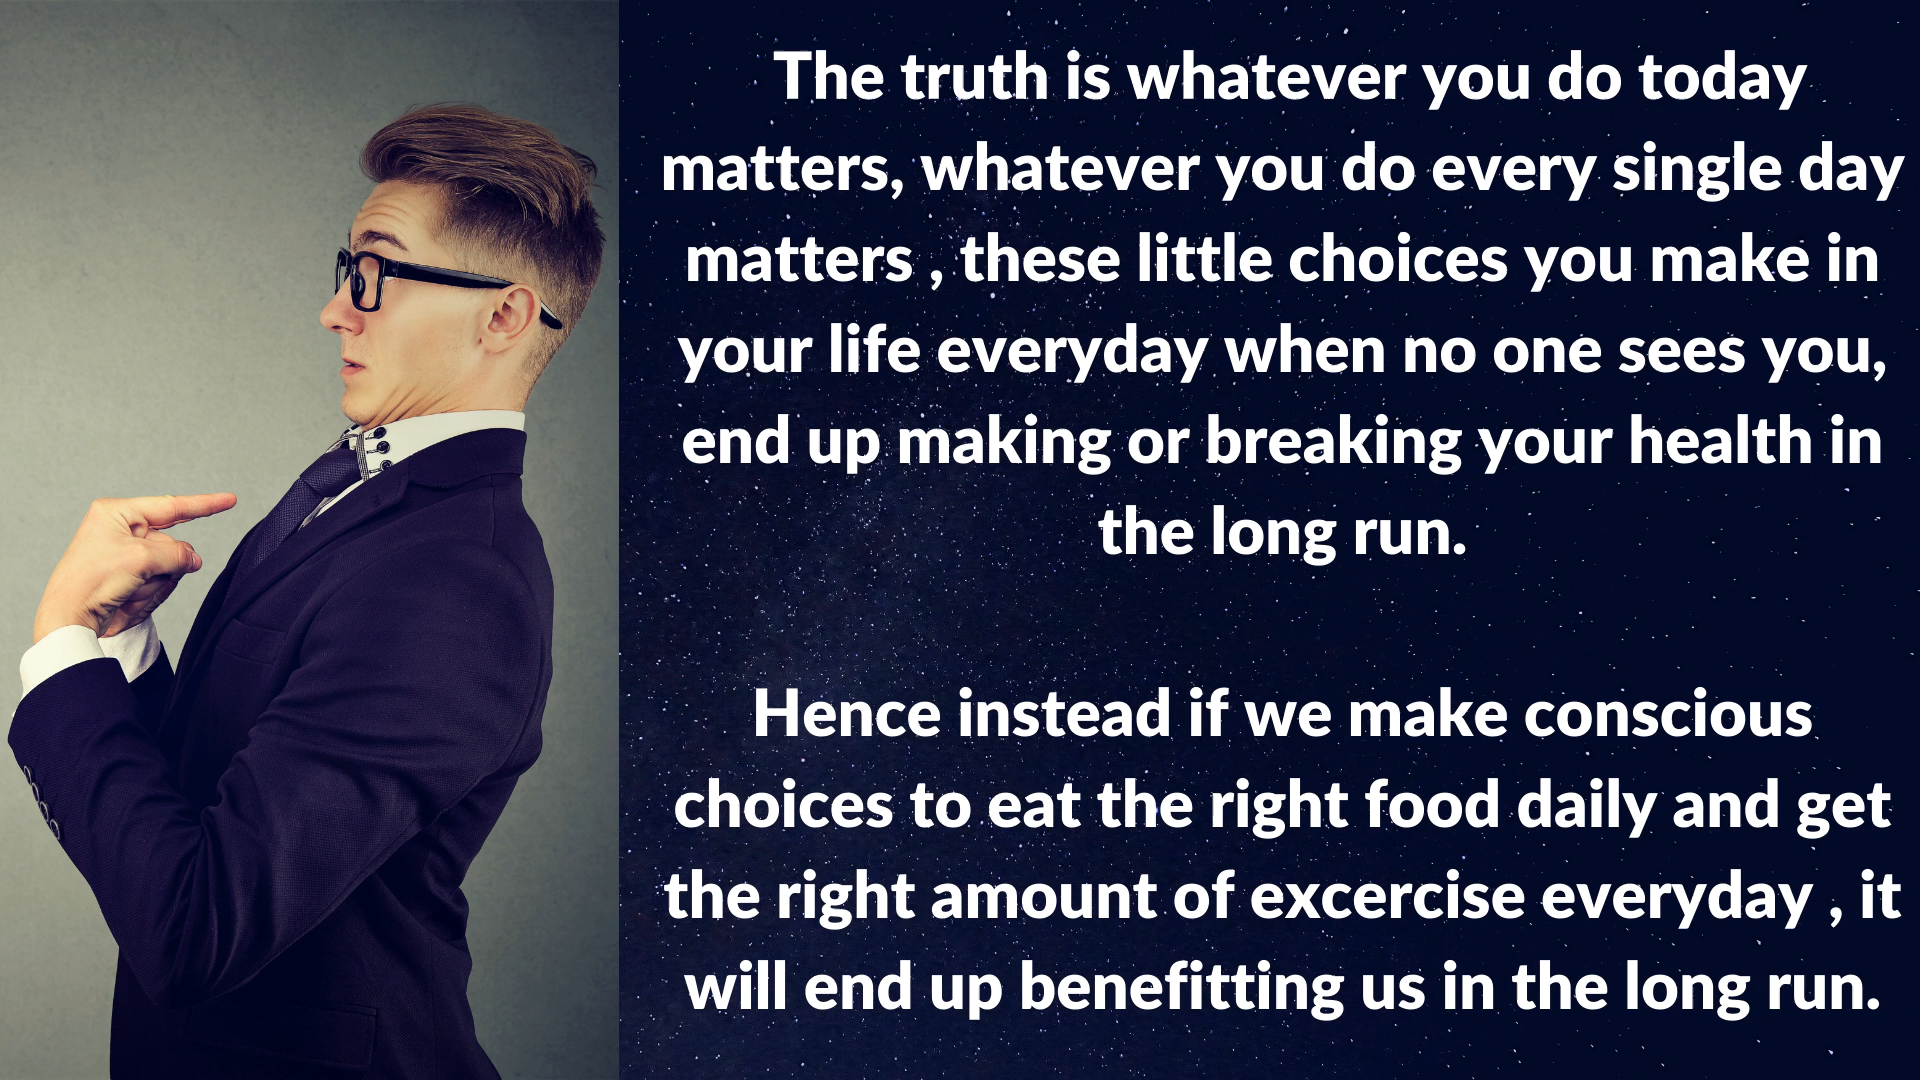 The truth is whatever you do today
matters, whatever you do every single day
matters , these little choices you make in
your life everyday when no one sees you,
end up making or breaking your health in
the long run.
Hence instead if we make conscious
choices to eat the right food daily and get
the right amount of excercise everyday , it
will end up benefitting us in the long run.